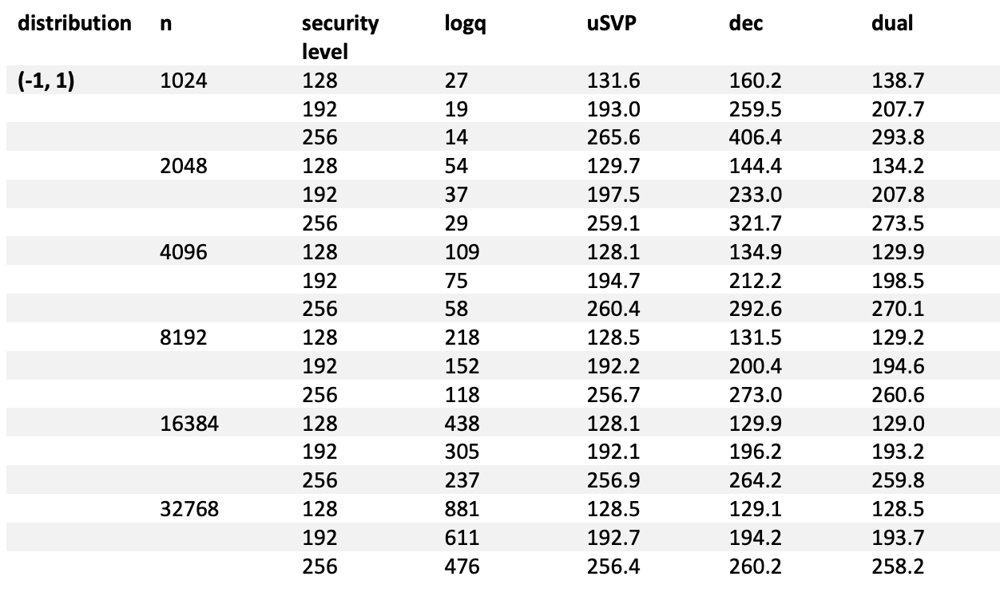 distribution n security level logq uSVP dec dual
(-1, 1) 1024 128 27 131.6 160.2 138.7
192 19 193.0 259.5 207.7
256 14 265.6 406.4 293.8
2048 128 54 129.7 144.4 134.2
192 37 197.5 233.0 207.8
256 29 259.1 321.7 273.5
4096 128 109 128.1 134.9 129.9
192 75 194.7 212.2 198.5
256 58 260.4 292.6 270.1
8192 128 218 128.5 131.5 129.2
192 152 192.2 200.4 194.6
256 118 256.7 273.0 260.6
16384 128 438 128.1 129.9 129.0
192 305 192.1 196.2 193.2
256 237 256.9 264.2 259.8
32768 128 881 128.5 129.1 128.5
192 611 192.7 194.2 193.7
256 476 256.4 260.2 258.2